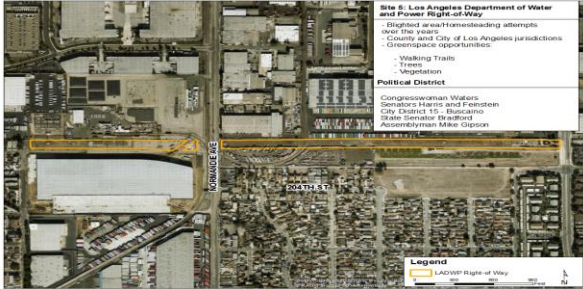 Site 5: Los Angeles Department of Water
and Power Right-of-Way
- Blighted area/Homesteading attempts
over the years
- County and City of Los Angeles jurisdictions
- Greenspace opportunities:
- Walking Trails
- Trees
- Vegetation
Political District
Congresswoman Waters
Senators Harris and Feinstein
City District 15 - Buscaino
State Senator Bradford
Assemblyman Mike Gipson
NORMANDIE AVE
204TH ST
Legend
LADWP Right-of Way